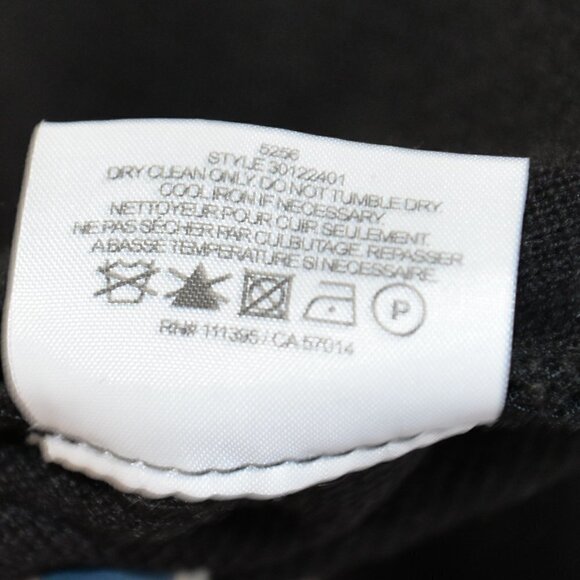 5256
STYLE 30122401
DRY CLEAN ONLY. DO NOT TUMBLE DRY.
COOL IRON IF NECESSARY.
NETTOYEUR POUR CUIR SEULEMENT.
NE PAS SÉCHER PAR CULBUTAGE. REPASSER
A BASSE TEMPÉRATURE SI NECESSAIRE.
P
RN# 111395 / CA 57014